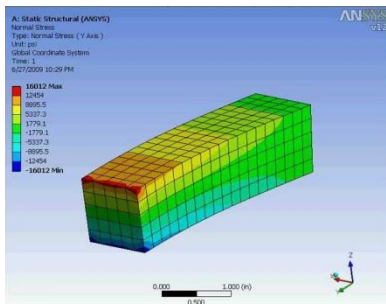 A: Static Structural (ANSYS)
Normal Stress
Type: Normal Stress ( Y Axis )
Unit: psi
Global Coordinate System
Time: 1
6/27/2009 10:29 PM
16012 Max
12454
8895.5
5337.3
1779.1
-1779.1
-5337.3
-8895.5
-12454
-16012 Min
ANSYS
v12
0.000 1.000 (in)
0.500
Z